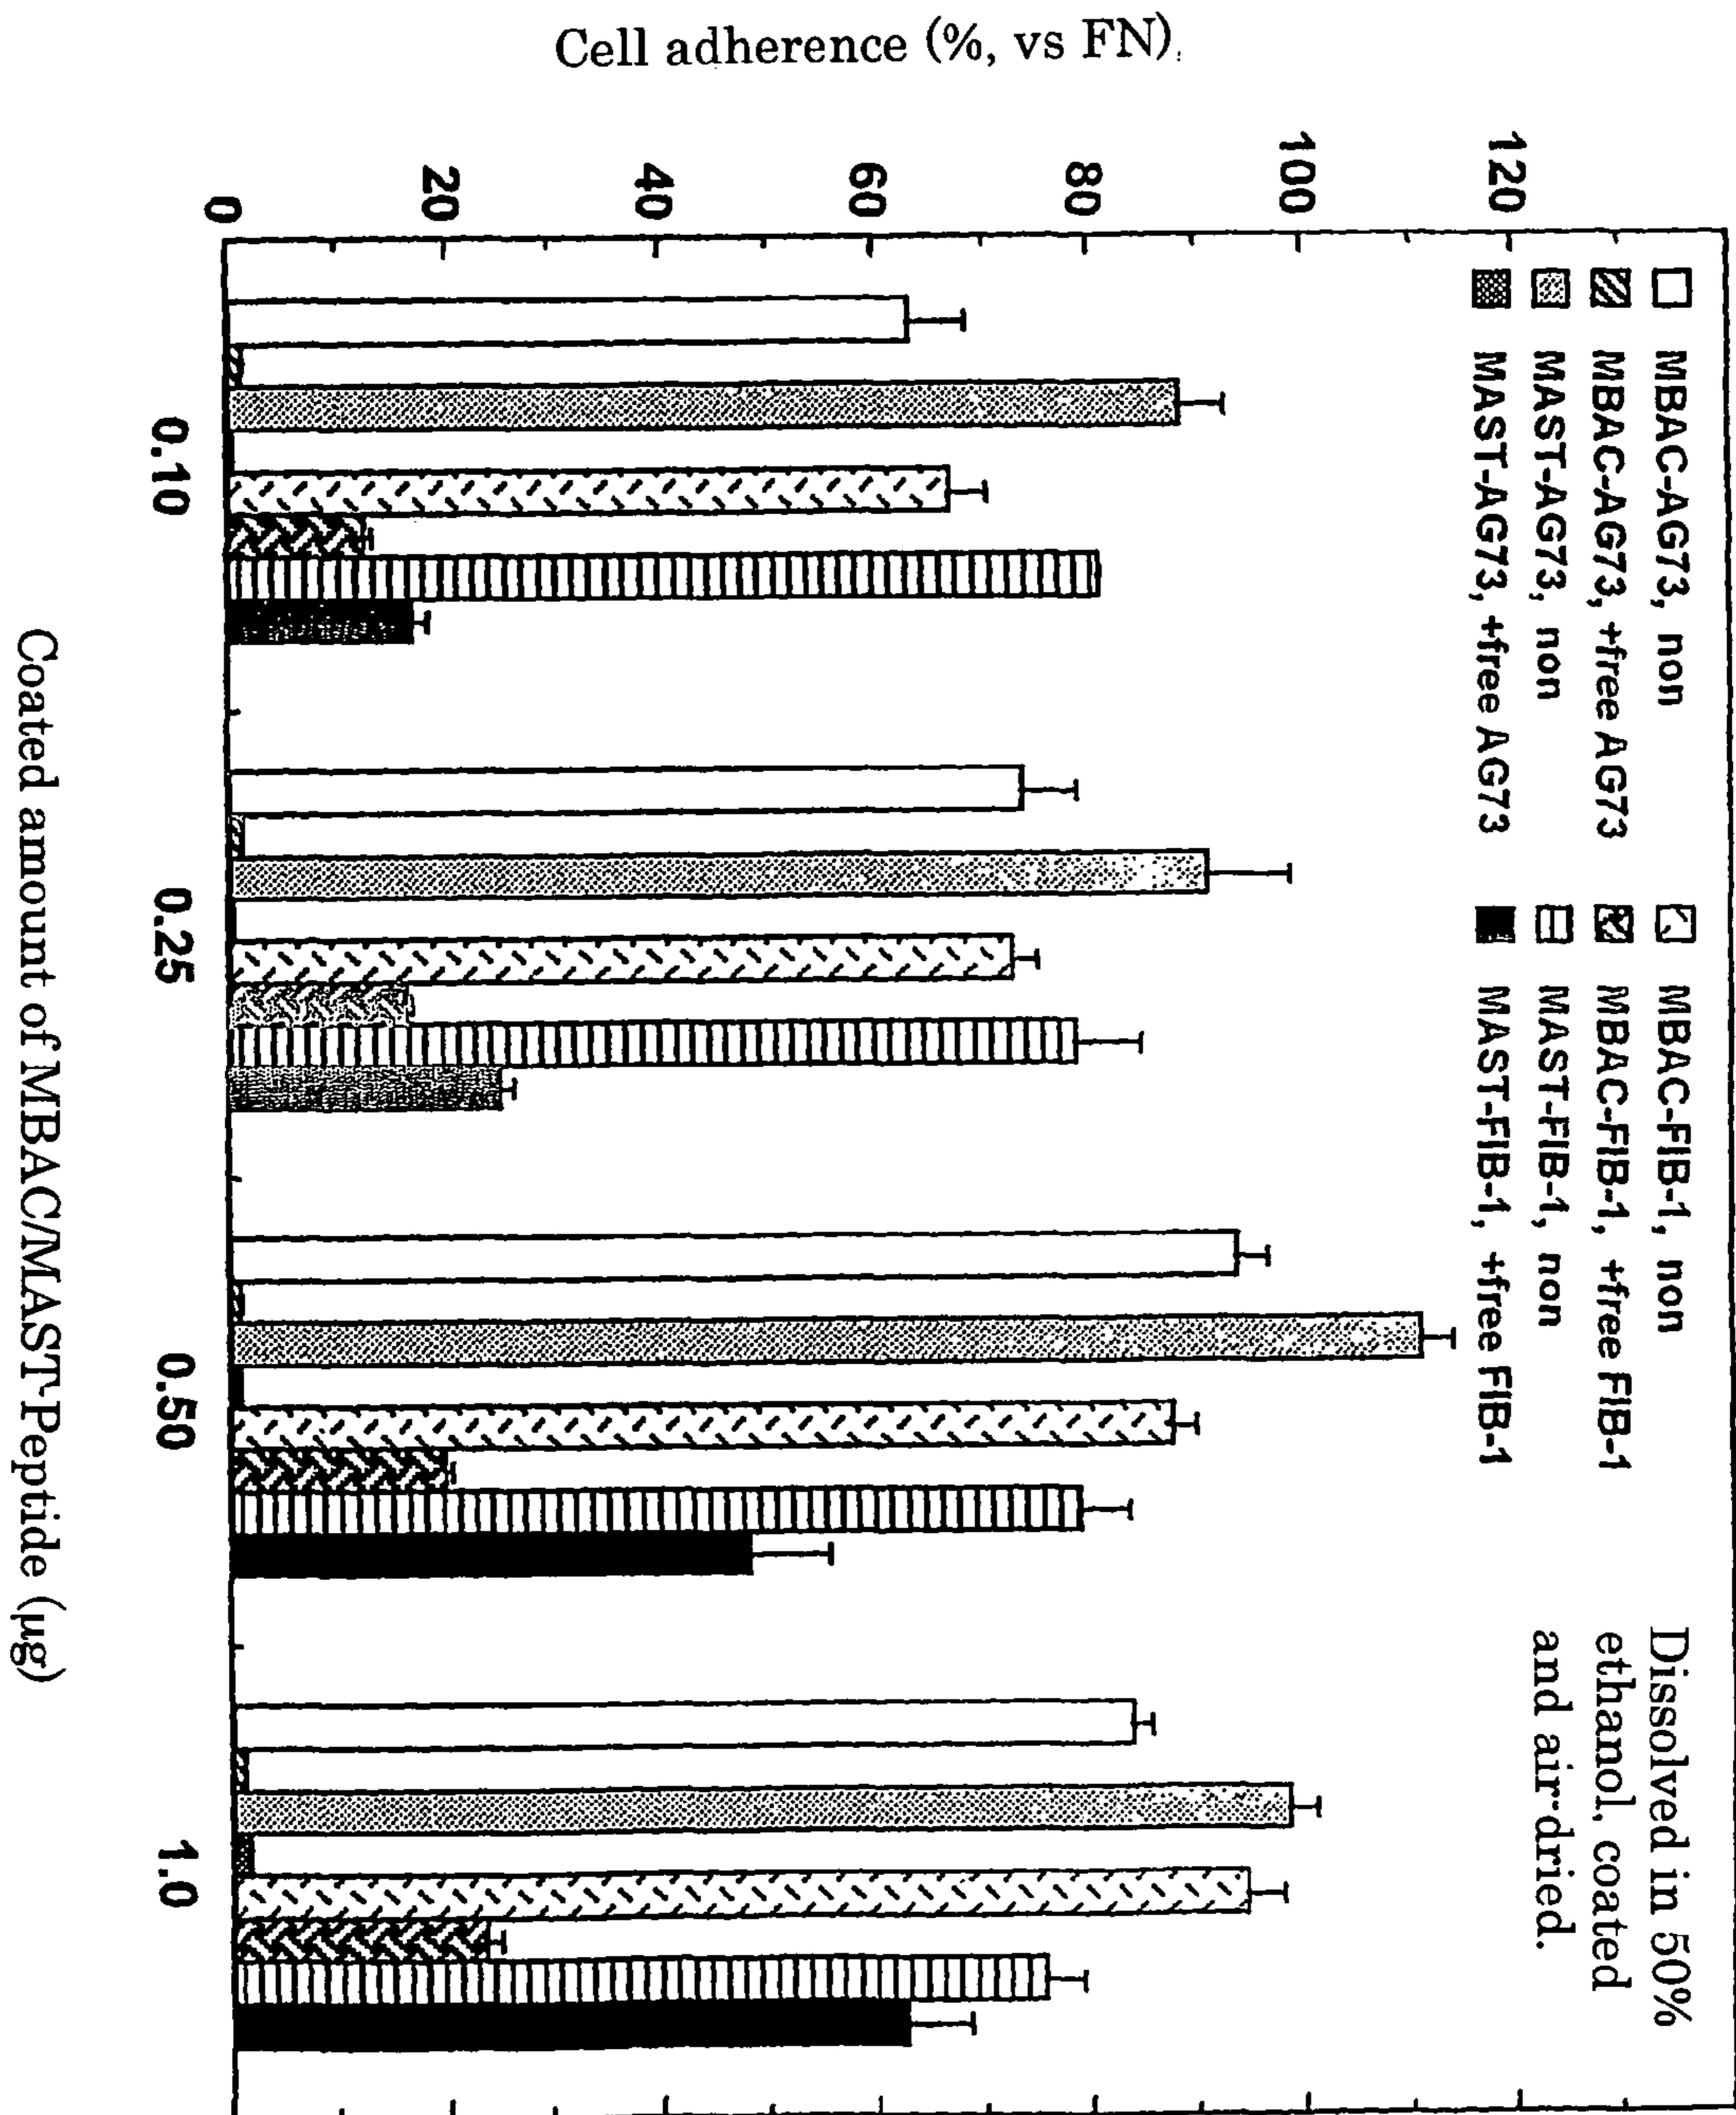 Cell adherence (%, vs FN)
120
100
80
60
40
20
0
MBAC-AG73, non
MBAC-AG73, +free AG73
MAST-AG73, non
MAST-AG73, +free AG73
MBAC-FIB-1, non
MBAC-FIB-1, +free FIB-1
MAST-FIB-1, non
MAST-FIB-1, +free FIB-1
Dissolved in 50%
ethanol, coated
and air-dried.
0.10
0.25
0.50
1.0
Coated amount of MBAC/MAST-Peptide (μg)